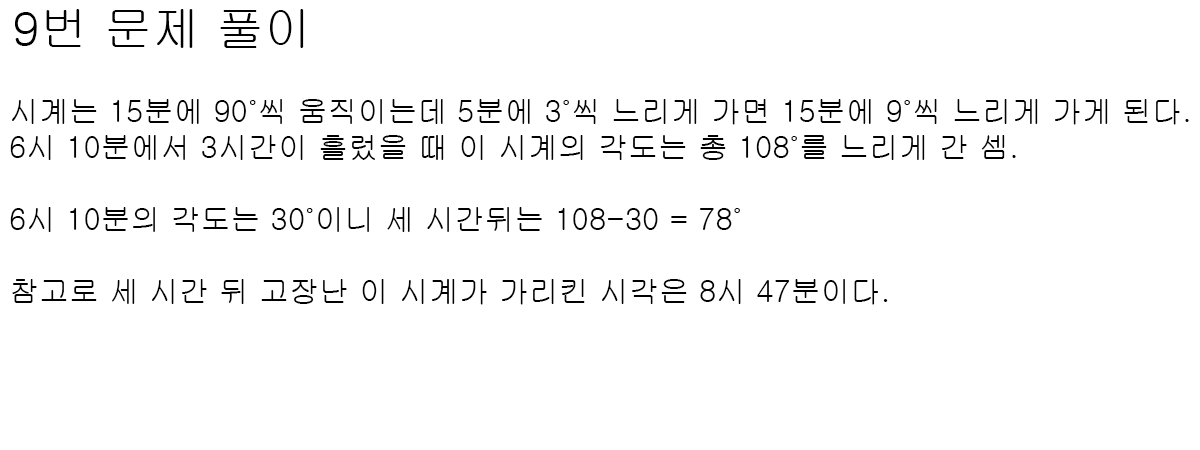 9번 문제 풀이
시계는 15분에 90°씩 움직이는데 5분에 3°씩 느리게 가면 15분에 9°씩 느리게 가게 된다.
6시 10분에서 3시간이 흘렀을 때 이 시계의 각도는 총 108°를 느리게 간 셈.
6시 10분의 각도는 30°이니 세 시간뒤는 108-30 = 78°
참고로 세 시간 뒤 고장난 이 시계가 가리킨 시각은 8시 47분이다.